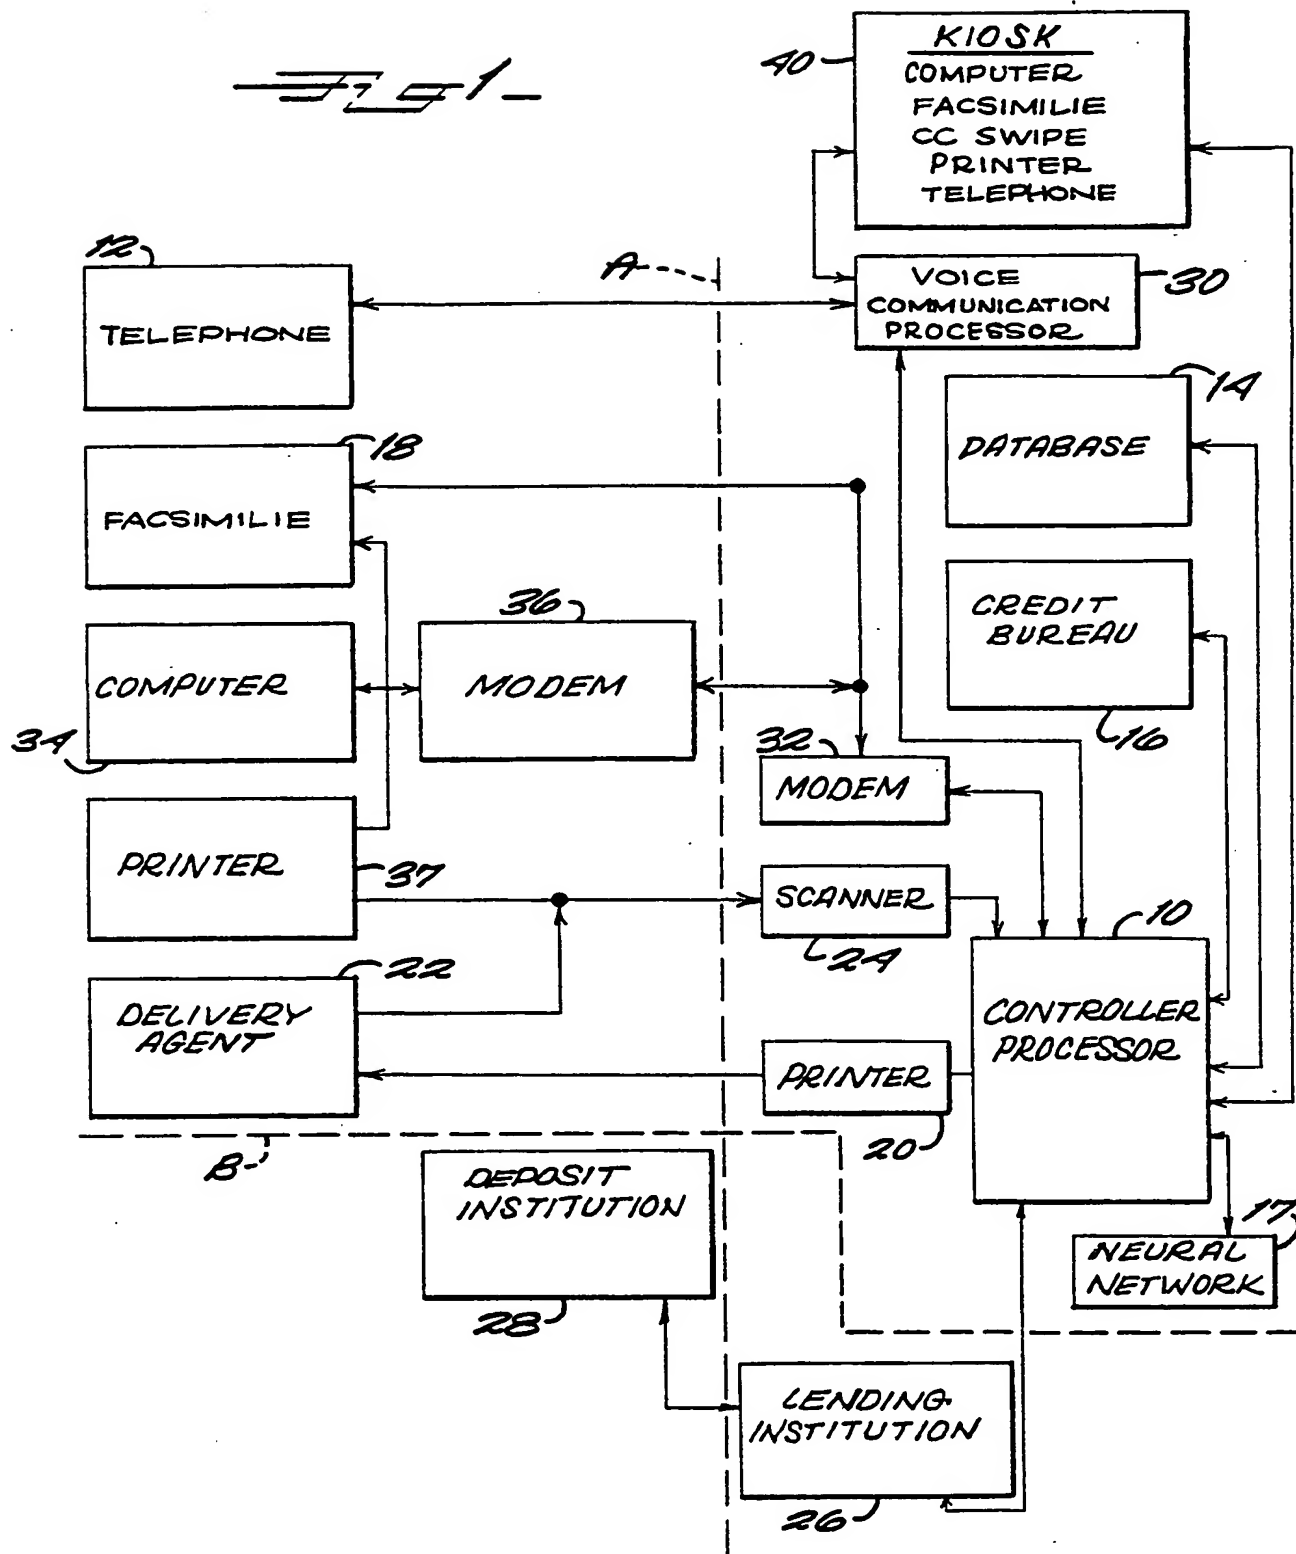 Fig 1
40
KIOSK
COMPUTER
FACSIMILIE
CC SWIPE
PRINTER
TELEPHONE
12
TELEPHONE
A
VOICE
COMMUNICATION
PROCESSOR
30
14
DATABASE
18
FACSIMILIE
CREDIT
BUREAU
16
36
MODEM
COMPUTER
34
32
MODEM
PRINTER
37
SCANNER
24
10
CONTROLLER
PROCESSOR
22
DELIVERY
AGENT
PRINTER
20
B
DEPOSIT
INSTITUTION
28
17
NEURAL
NETWORK
LENDING
INSTITUTION
26